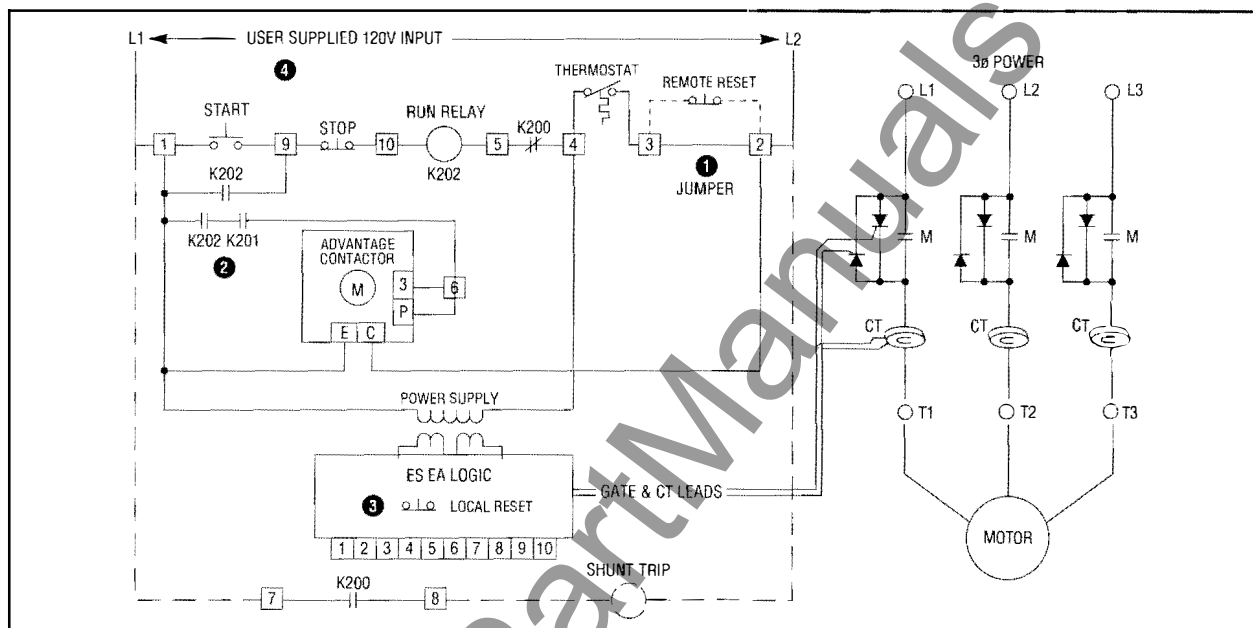 L1 USER SUPPLIED 120V INPUT L2
4
START
STOP
RUN RELAY
THERMOSTAT
REMOTE RESET
1 9 10 5 K200 4 3 2
K202
1
JUMPER
K202
K202 K201
2
ADVANTAGE
CONTACTOR
M
3
P
6
E C
POWER SUPPLY
ES EA LOGIC
3 LOCAL RESET
GATE & CT LEADS
1 2 3 4 5 6 7 8 9 10
K200
7 8
SHUNT TRIP
3ø POWER
L1 L2 L3
M M M
CT CT CT
T1 T2 T3
MOTOR
artManuals